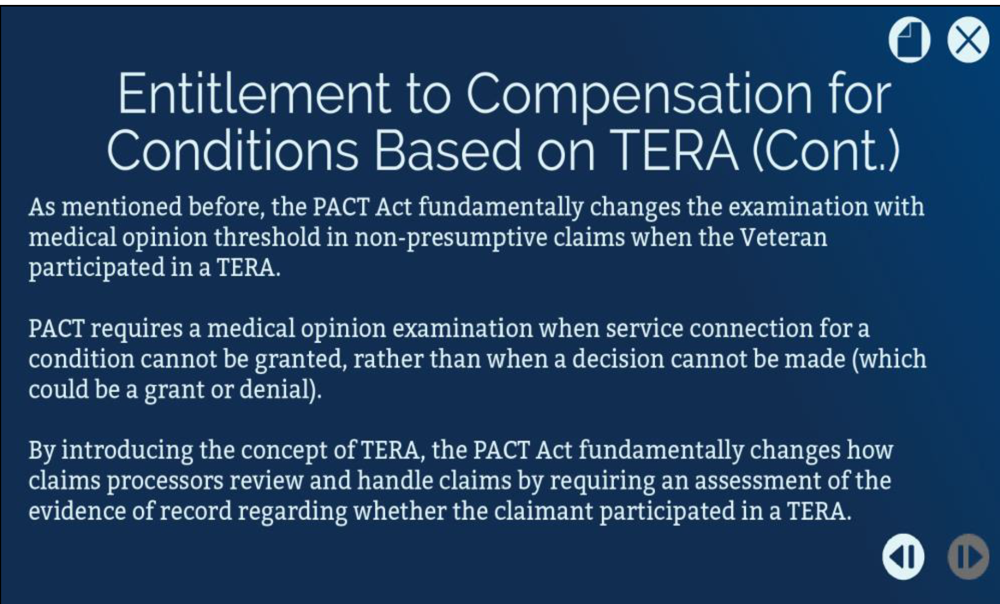 Entitlement to Compensation for
Conditions Based on TERA (Cont.)
As mentioned before, the PACT Act fundamentally changes the examination with
medical opinion threshold in non-presumptive claims when the Veteran
participated in a TERA.
PACT requires a medical opinion examination when service connection for a
condition cannot be granted, rather than when a decision cannot be made (which
could be a grant or denial).
By introducing the concept of TERA, the PACT Act fundamentally changes how
claims processors review and handle claims by requiring an assessment of the
evidence of record regarding whether the claimant participated in a TERA.